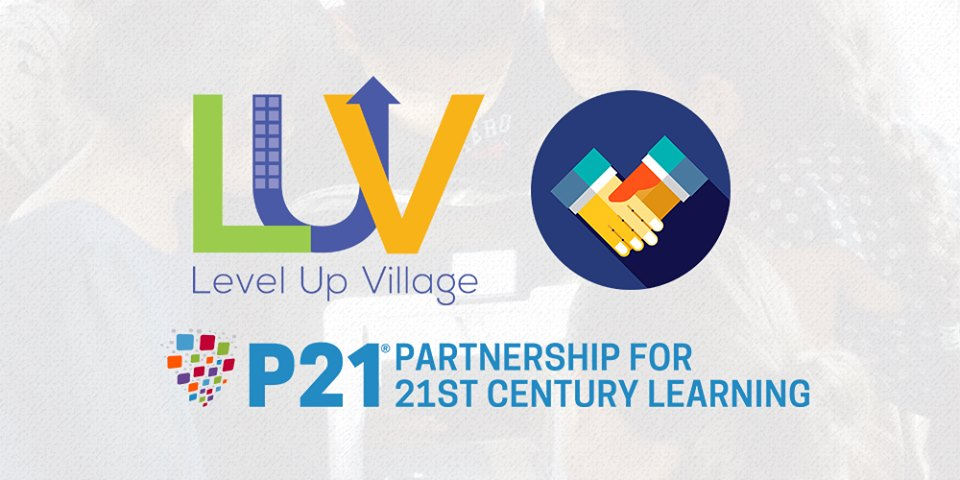 LUV
Level Up Village
P21® PARTNERSHIP FOR
21ST CENTURY LEARNING